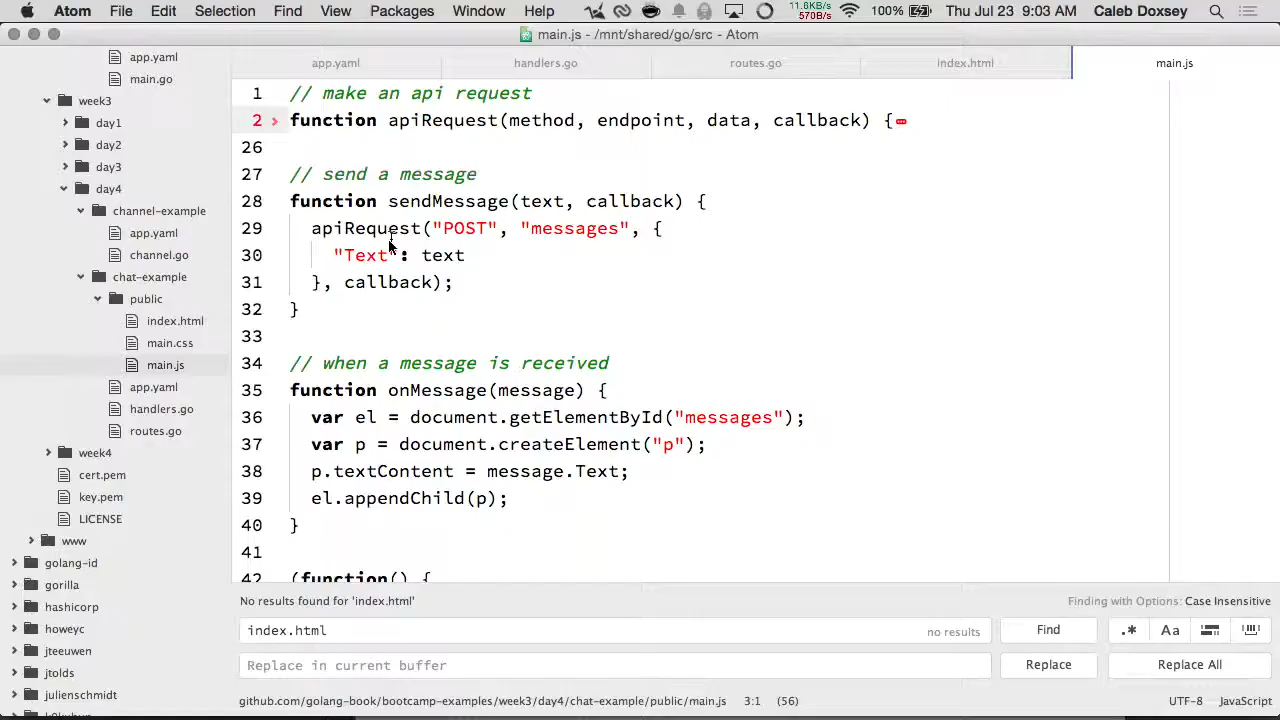 Atom File Edit Selection Find View Packages Window Help 11.8KB/s 570B/s 100% Thu Jul 23 9:03 AM Caleb Doxsey
main.js - /mnt/shared/go/src - Atom
app.yaml
main.go
week3
day1
day2
day3
day4
channel-example
app.yaml
channel.go
chat-example
public
index.html
main.css
main.js
app.yaml
handlers.go
routes.go
week4
cert.pem
key.pem
LICENSE
www
golang-id
gorilla
hashicorp
howeyc
jteeuwen
jtolds
julienschmidt
app.yaml handlers.go routes.go index.html main.js
1 // make an api request
2 function apiRequest(method, endpoint, data, callback) {
26
27 // send a message
28 function sendMessage(text, callback) {
29 apiRequest("POST", "messages", {
30 "Text": text
31 }, callback);
32 }
33
34 // when a message is received
35 function onMessage(message) {
36 var el = document.getElementById("messages");
37 var p = document.createElement("p");
38 p.textContent = message.Text;
39 el.appendChild(p);
40 }
41
42 (function() {
No results found for 'index.html' Finding with Options: Case Insensitive
index.html no results Find .* Aa
Replace in current buffer Replace Replace All
github.com/golang-book/bootcamp-examples/week3/day4/chat-example/public/main.js 3:1 (56) UTF-8 JavaScript